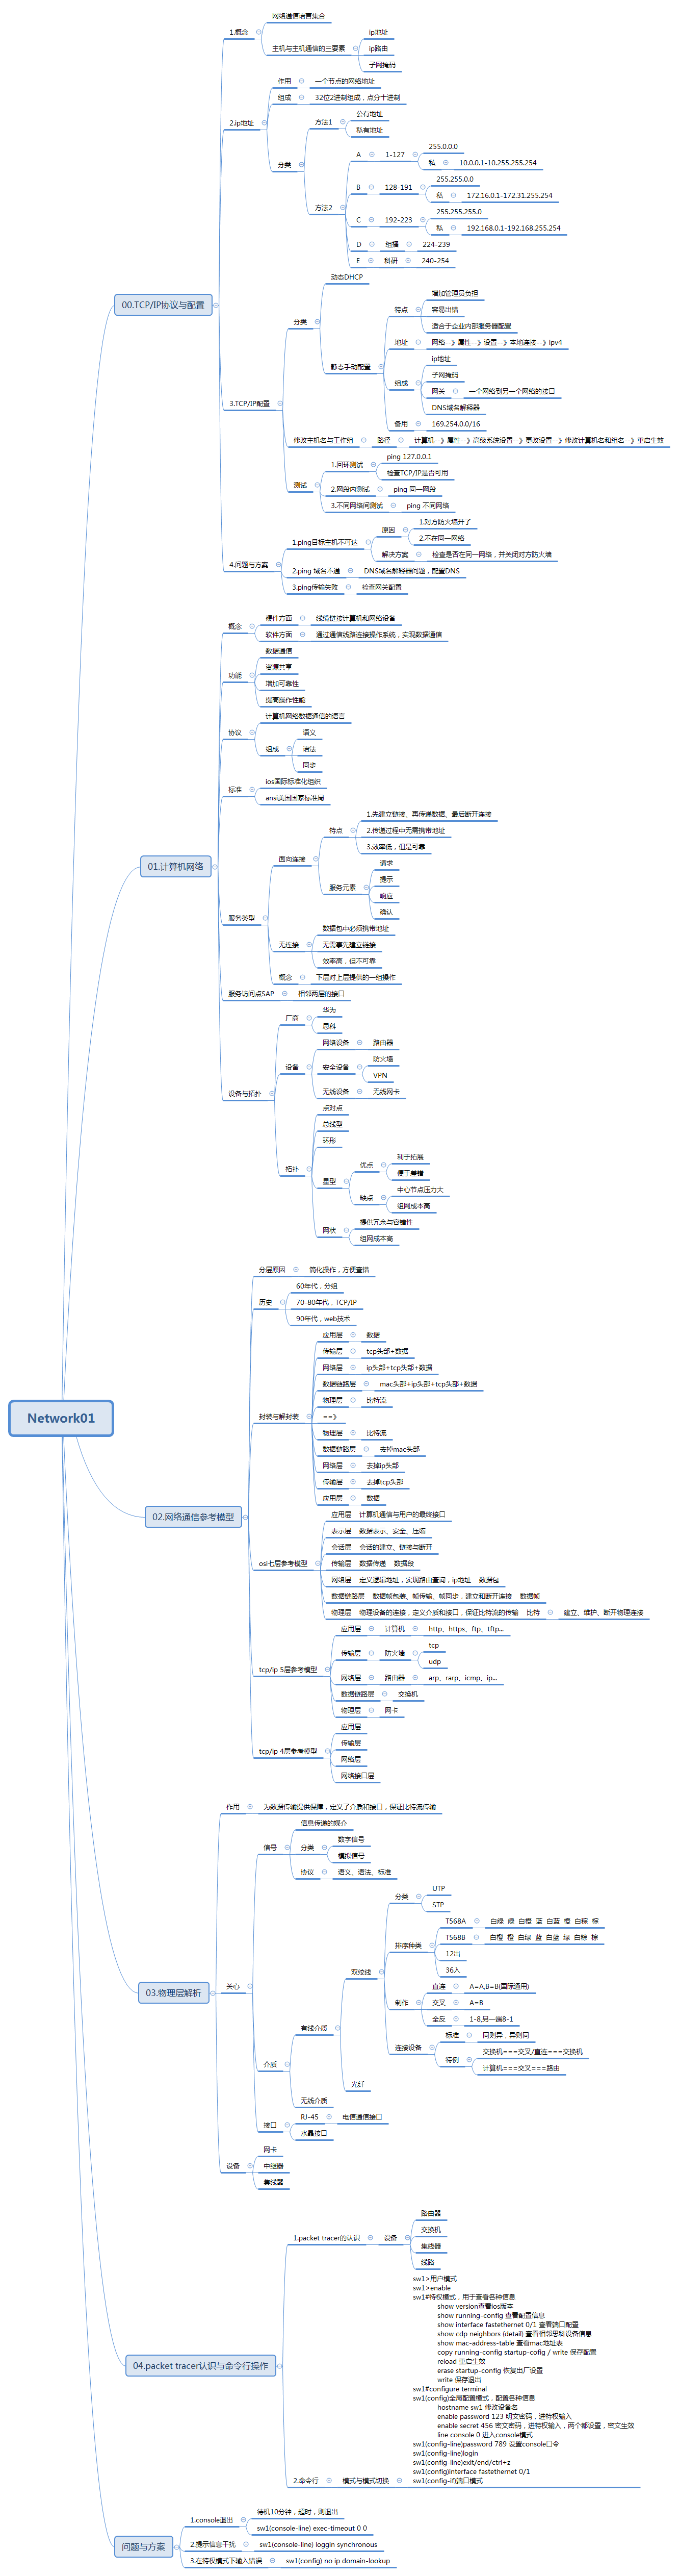 Network01
00.TCP/IP协议与配置
1.概念
网络通信语言集合
主机与主机通信的三要素
ip地址
ip路由
子网掩码
2.ip地址
作用
一个节点的网络地址
组成
32位2进制组成，点分十进制
分类
方法1
公有地址
私有地址
方法2
A
1-127
255.0.0.0
私
10.0.0.1-10.255.255.254
B
128-191
255.255.0.0
私
172.16.0.1-172.31.255.254
C
192-223
255.255.255.0
私
192.168.0.1-192.168.255.254
D
组播
224-239
E
科研
240-254
3.TCP/IP配置
分类
动态DHCP
静态手动配置
特点
增加管理员负担
容易出错
适合于企业内部服务器配置
地址
网络--》属性--》设置--》本地连接--》ipv4
组成
ip地址
子网掩码
网关
一个网络到另一个网络的接口
DNS域名解释器
备用
169.254.0.0/16
修改主机名与工作组
路径
计算机--》属性--》高级系统设置--》更改设置--》修改计算机名和组名--》重启生效
测试
1.回环测试
ping 127.0.0.1
检查TCP/IP是否可用
2.网段内测试
ping 同一网段
3.不同网络间测试
ping 不同网络
4.问题与方案
1.ping目标主机不可达
原因
1.对方防火墙开了
2.不在同一网络
解决方案
检查是否在同一网络，并关闭对方防火墙
2.ping 域名不通
DNS域名解释器问题，配置DNS
3.ping传输失败
检查网关配置
01.计算机网络
概念
硬件方面
线缆链接计算机和网络设备
软件方面
通过通信线路连接操作系统，实现数据通信
功能
数据通信
资源共享
增加可靠性
提高操作性能
协议
计算机网络数据通信的语言
组成
语义
语法
同步
标准
ios国际标准化组织
ansi美国国家标准局
服务类型
面向连接
特点
1.先建立链接、再传递数据、最后断开连接
2.传递过程中无需携带地址
3.效率低，但是可靠
服务元素
请求
提示
响应
确认
无连接
数据包中必须携带地址
无需事先建立链接
效率高，但不可靠
概念
下层对上层提供的一组操作
服务访问点SAP
相邻两层的接口
设备与拓扑
厂商
华为
思科
设备
网络设备
路由器
安全设备
防火墙
VPN
无线设备
无线网卡
拓扑
点对点
总线型
环形
星型
优点
利于拓展
便于差错
缺点
中心节点压力大
组网成本高
网状
提供冗余与容错性
组网成本高
02.网络通信参考模型
分层原因
简化操作，方便查错
历史
60年代，分组
70-80年代，TCP/IP
90年代，web技术
封装与解封装
应用层
数据
传输层
tcp头部+数据
网络层
ip头部+tcp头部+数据
数据链路层
mac头部+ip头部+tcp头部+数据
物理层
比特流
==》
物理层
比特流
数据链路层
去掉mac头部
网络层
去掉ip头部
传输层
去掉tcp头部
应用层
数据
osi七层参考模型
应用层 计算机通信与用户的最终接口
表示层 数据表示、安全、压缩
会话层 会话的建立、链接与断开
传输层 数据传递 数据段
网络层 定义逻辑地址，实现路由查询，ip地址 数据包
数据链路层 数据帧包装、帧传输、帧同步，建立和断开连接 数据帧
物理层 物理设备的连接，定义介质和接口，保证比特流的传输 比特
建立、维护、断开物理连接
tcp/ip 5层参考模型
应用层
计算机
http、https、ftp、tftp...
传输层
防火墙
tcp
udp
网络层
路由器
arp、rarp、icmp、ip...
数据链路层
交换机
物理层
网卡
tcp/ip 4层参考模型
应用层
传输层
网络层
网络接口层
03.物理层解析
作用
为数据传输提供保障，定义了介质和接口，保证比特流传输
关心
信号
信息传递的媒介
分类
数字信号
模拟信号
协议
语义、语法、标准
介质
有线介质
双绞线
分类
UTP
STP
排序种类
T568A
白绿 绿 白橙 蓝 白蓝 橙 白棕 棕
T568B
白橙 橙 白绿 蓝 白蓝 绿 白棕 棕
12出
36入
制作
直连
A=A,B=B(国际通用)
交叉
A=B
全反
1-8,另一端8-1
连接设备
标准
同则异，异则同
特例
交换机===交叉/直连===交换机
计算机===交叉===路由
光纤
无线介质
接口
RJ-45
电信通信接口
水晶接口
设备
网卡
中继器
集线器
04.packet tracer认识与命令行操作
1.packet tracer的认识
设备
路由器
交换机
集线器
线路
2.命令行
模式与模式切换
sw1>用户模式
sw1>enable
sw1#特权模式，用于查看各种信息
show version查看ios版本
show running-config 查看配置信息
show interface fastethernet 0/1 查看端口配置
show cdp neighbors (detail) 查看相邻思科设备信息
show mac-address-table 查看mac地址表
copy running-config startup-cofig / write 保存配置
reload 重启生效
erase startup-config 恢复出厂设置
write 保存退出
sw1#configure terminal
sw1(config)全局配置模式，配置各种信息
hostname sw1 修改设备名
enable password 123 明文密码，进特权输入
enable secret 456 密文密码，进特权输入，两个都设置，密文生效
line console 0 进入console模式
sw1(config-line)password 789 设置console口令
sw1(config-line)login
sw1(config-line)exit/end/ctrl+z
sw1(config)interface fastethernet 0/1
sw1(config-if)端口模式
问题与方案
1.console退出
待机10分钟，超时，则退出
sw1(console-line) exec-timeout 0 0
2.提示信息干扰
sw1(console-line) loggin synchronous
3.在特权模式下输入错误
sw1(config) no ip domain-lookup